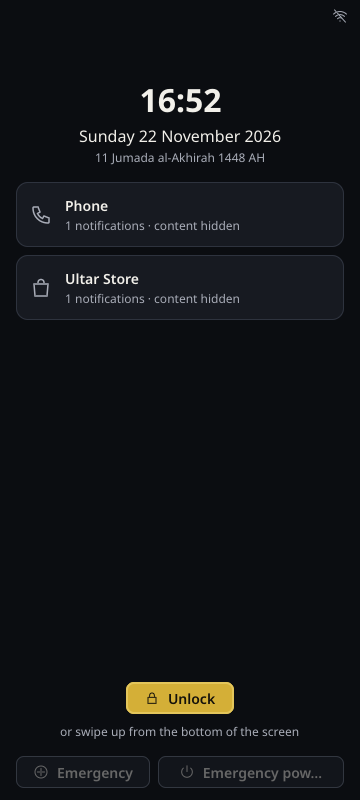 16:52
Sunday 22 November 2026
11 Jumada al-Akhirah 1448 AH
Phone
1 notifications · content hidden
Ultar Store
1 notifications · content hidden
Unlock
or swipe up from the bottom of the screen
Emergency
Emergency pow...